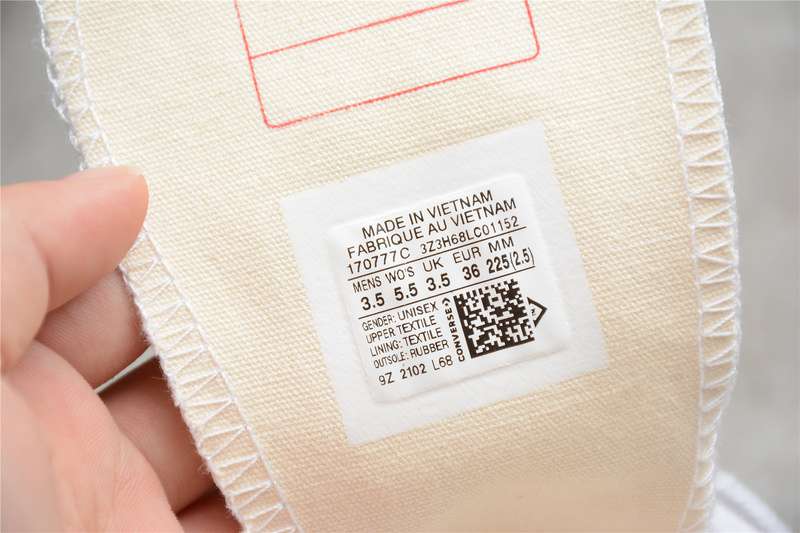 MADE IN VIETNAM
FABRIQUE AU VIETNAM
170777C 3Z3H68LC01152
MENS WO'S UK EUR MM
3.5 5.5 3.5 36 225(2.5)
GENDER: UNISEX
UPPER TEXTILE
LINING: TEXTILE
OUTSOLE: RUBBER
CONVERSE
9Z 2102 L68